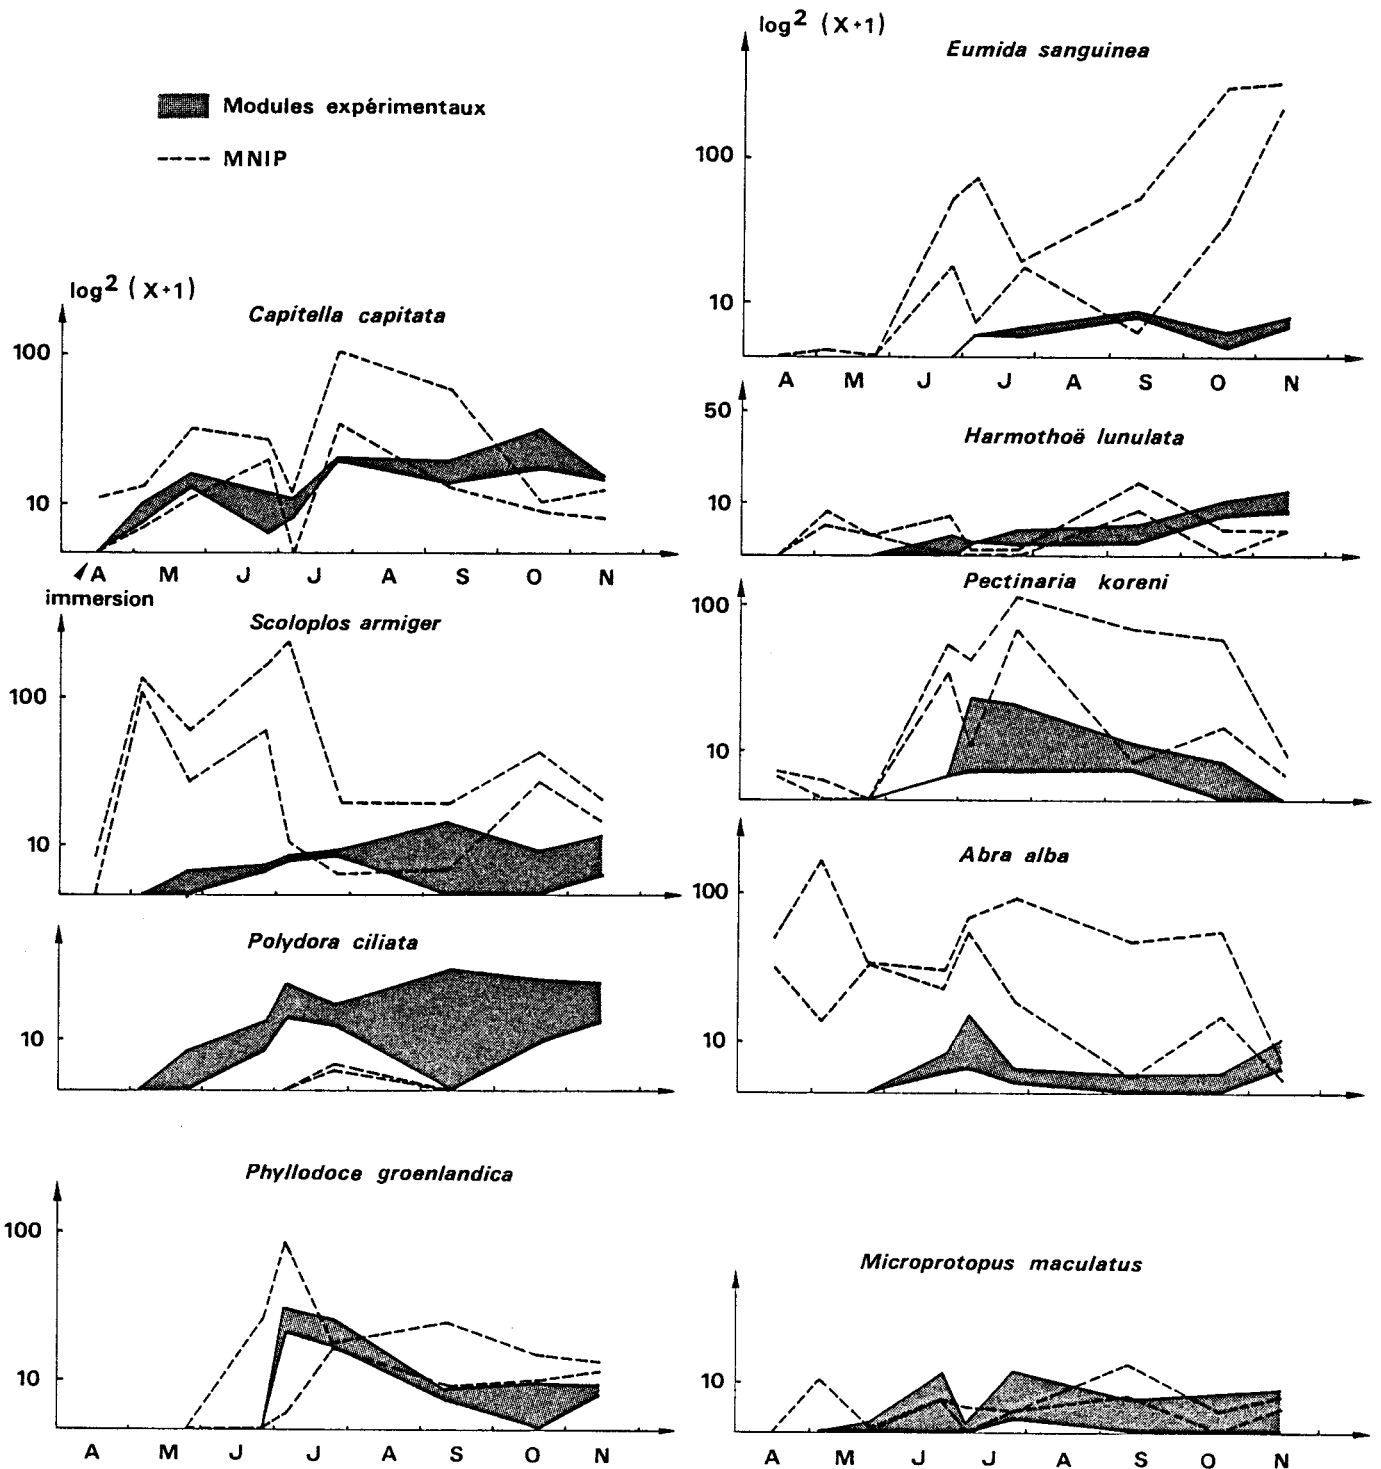 Modules expérimentaux
MNIP
log2 (X+1)
Capitella capitata
100
10
A M J J A S O N
immersion
Scoloplos armiger
100
10
Polydora ciliata
10
Phyllodoce groenlandica
100
10
A M J J A S O N
log2 (X+1)
Eumida sanguinea
100
10
A M J J A S O N
50
Harmothoë lunulata
10
Pectinaria koreni
100
10
Abra alba
100
10
Microprotopus maculatus
10
A M J J A S O N